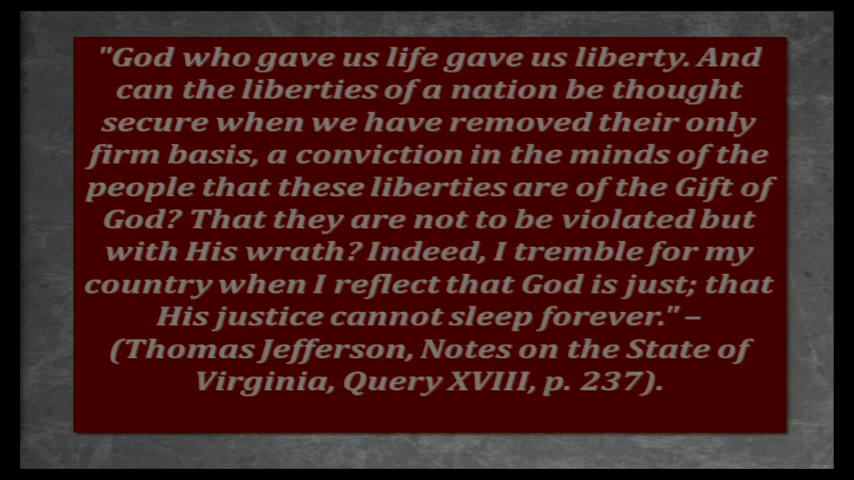 "God who gave us life gave us liberty. And
can the liberties of a nation be thought
secure when we have removed their only
firm basis, a conviction in the minds of the
people that these liberties are of the Gift of
God? That they are not to be violated but
with His wrath? Indeed, I tremble for my
country when I reflect that God is just; that
His justice cannot sleep forever." –
(Thomas Jefferson, Notes on the State of
Virginia, Query XVIII, p. 237).